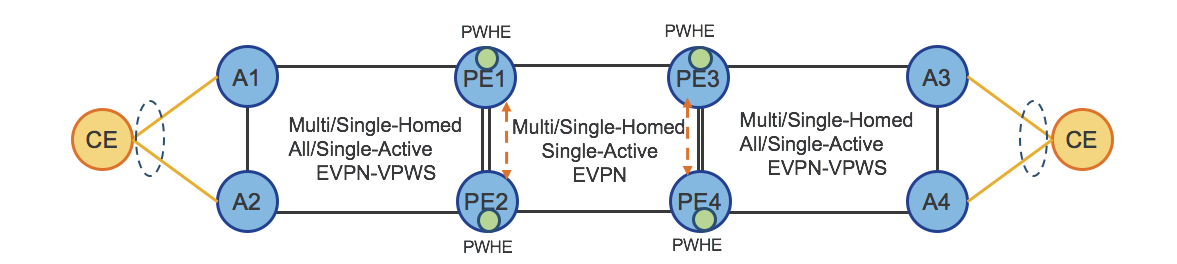 PWHE
PWHE
A1
PE1
PE3
A3
Multi/Single-Homed
All/Single-Active
EVPN-VPWS
Multi/Single-Homed
Single-Active
EVPN
Multi/Single-Homed
All/Single-Active
EVPN-VPWS
CE
CE
A2
PE2
PE4
A4
PWHE
PWHE